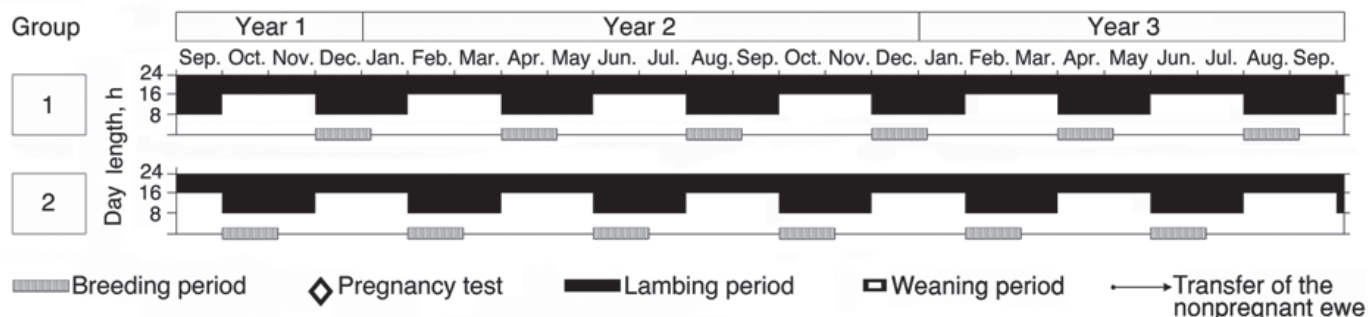 Group Year 1 Year 2 Year 3
Sep. Oct. Nov. Dec. Jan. Feb. Mar. Apr. May Jun. Jul. Aug. Sep. Oct. Nov. Dec. Jan. Feb. Mar. Apr. May Jun. Jul. Aug. Sep.
24
1 16
8
Day length, h
24
2 16
8
Breeding period Pregnancy test Lambing period Weaning period Transfer of the
nonpregnant ewe